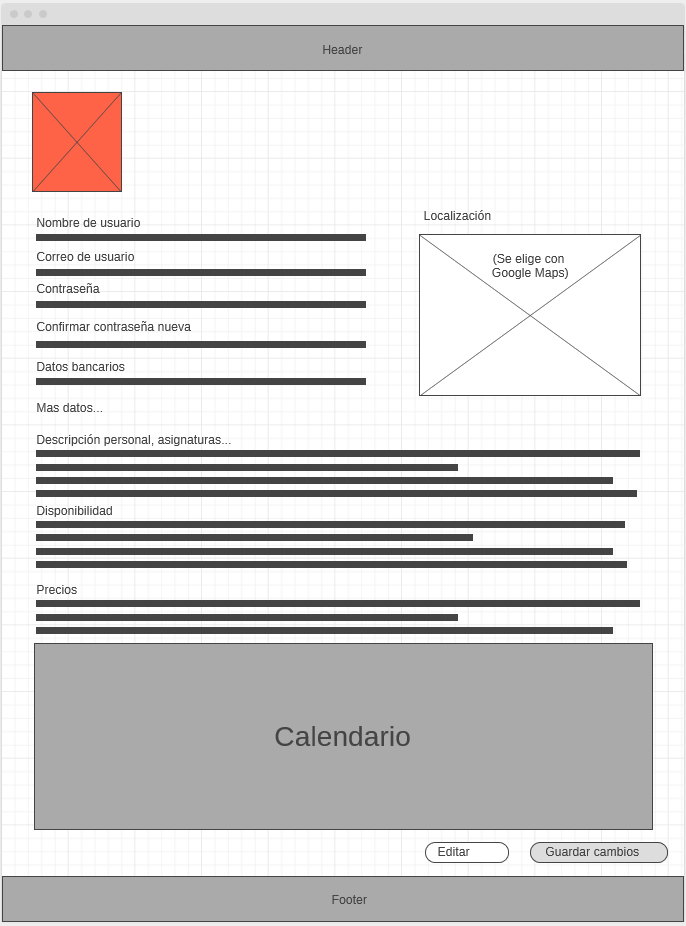 Header
Nombre de usuario
Correo de usuario
Contraseña
Confirmar contraseña nueva
Datos bancarios
Mas datos...
Localización
(Se elige con
Google Maps)
Descripción personal, asignaturas...
Disponibilidad
Precios
Calendario
Editar
Guardar cambios
Footer